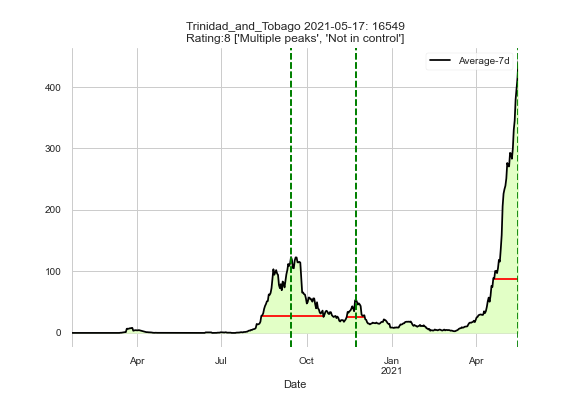 Trinidad_and_Tobago 2021-05-17: 16549
Rating:8 ['Multiple peaks', 'Not in control']
Average-7d
400
300
200
100
0
Apr
Jul
Oct
Jan
2021
Apr
Date